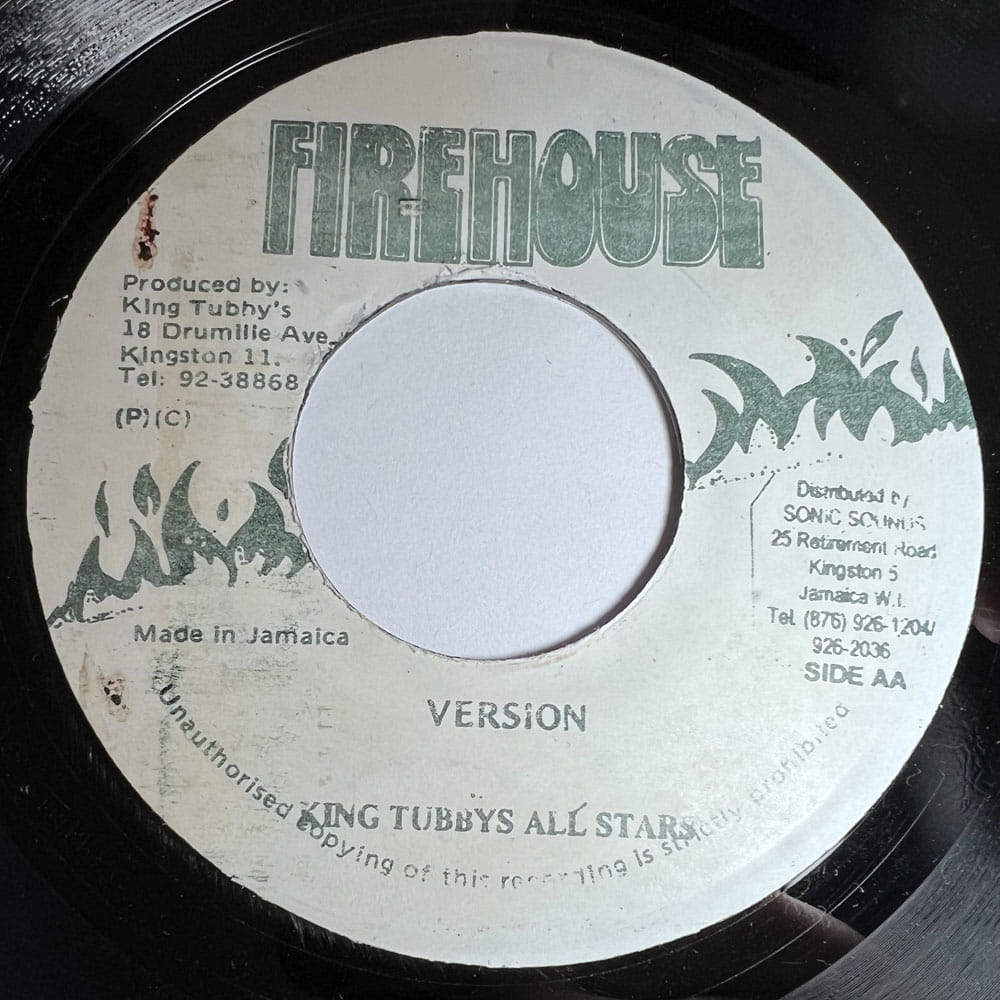 FIREHOUSE
Produced by:
King Tubby's
18 Drumilie Ave.
Kingston 11.
Tel: 92-38868
(P)(C)
Distributed by
SONIC SOUNDS
25 Retirement Road
Kingston 5
Jamaica W.I.
Tel. (876) 926-1204/
926-2036
SIDE AA
Made in Jamaica
VERSION
KING TUBBYS ALL STARS
Unauthorised copying of this recording is strictly prohibited